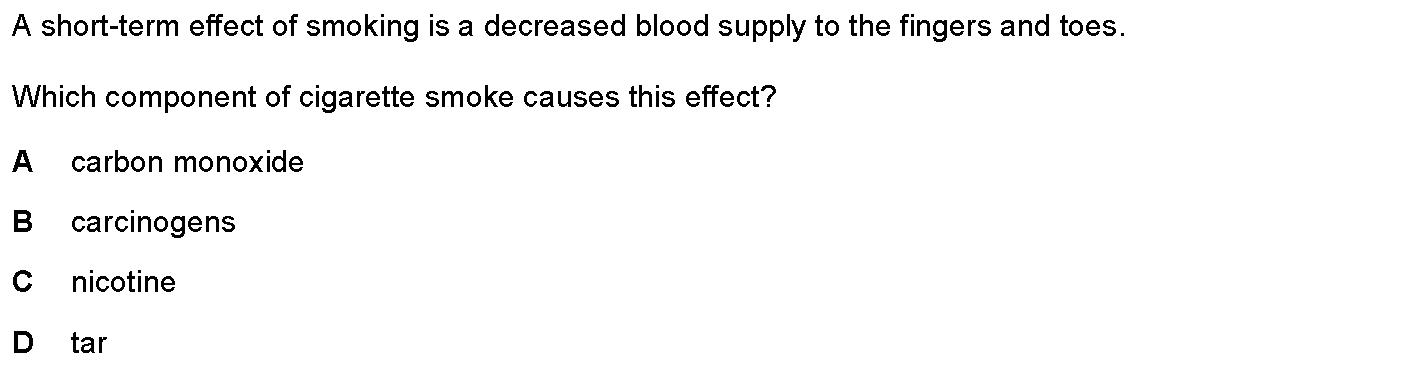 A short-term effect of smoking is a decreased blood supply to the fingers and toes.
Which component of cigarette smoke causes this effect?
A carbon monoxide
B carcinogens
C nicotine
D tar